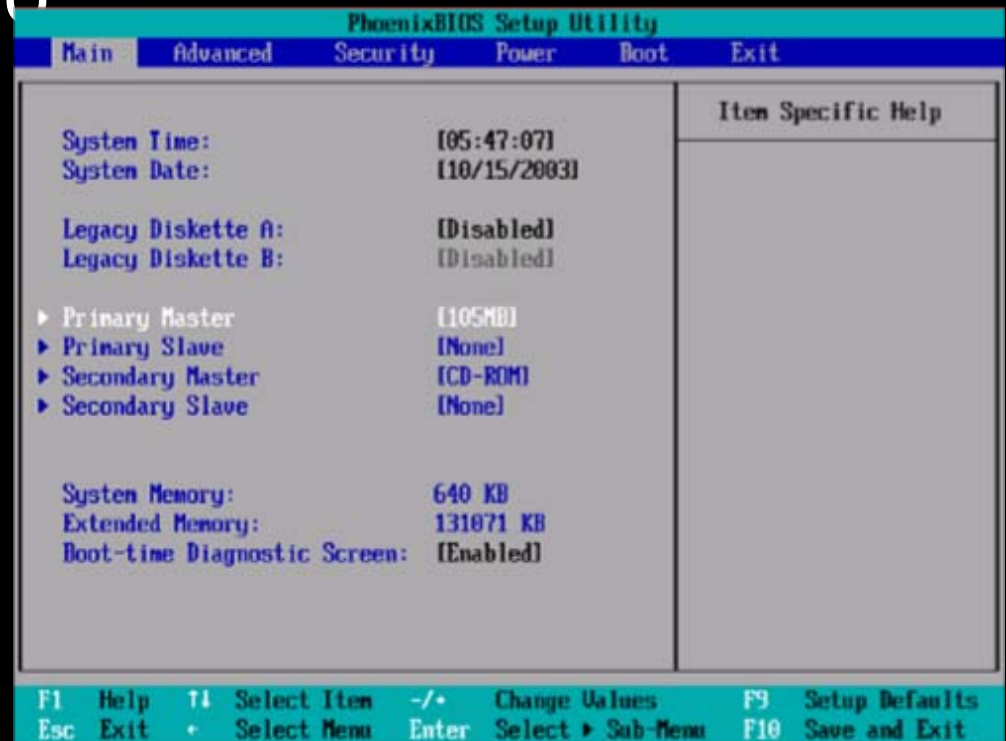 PhoenixBIOS Setup Utility
Main Advanced Security Power Boot Exit
Item Specific Help
System Time: [05:47:07]
System Date: [10/15/2003]
Legacy Diskette A: [Disabled]
Legacy Diskette B: [Disabled]
▶ Primary Master [105MB]
▶ Primary Slave [None]
▶ Secondary Master [CD-ROM]
▶ Secondary Slave [None]
System Memory: 640 KB
Extended Memory: 131071 KB
Boot-time Diagnostic Screen: [Enabled]
F1 Help ↑↓ Select Item -/+ Change Values F9 Setup Defaults
Esc Exit ← Select Menu Enter Select ▶ Sub-Menu F10 Save and Exit